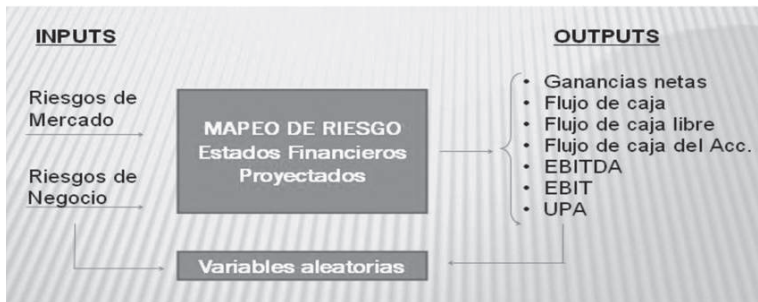 INPUTS
OUTPUTS
Riesgos de
Mercado
Riesgos de
Negocio
MAPEO DE RIESGO
Estados Financieros
Proyectados
• Ganancias netas
• Flujo de caja
• Flujo de caja libre
• Flujo de caja del Acc.
• EBITDA
• EBIT
• UPA
Variables aleatorias